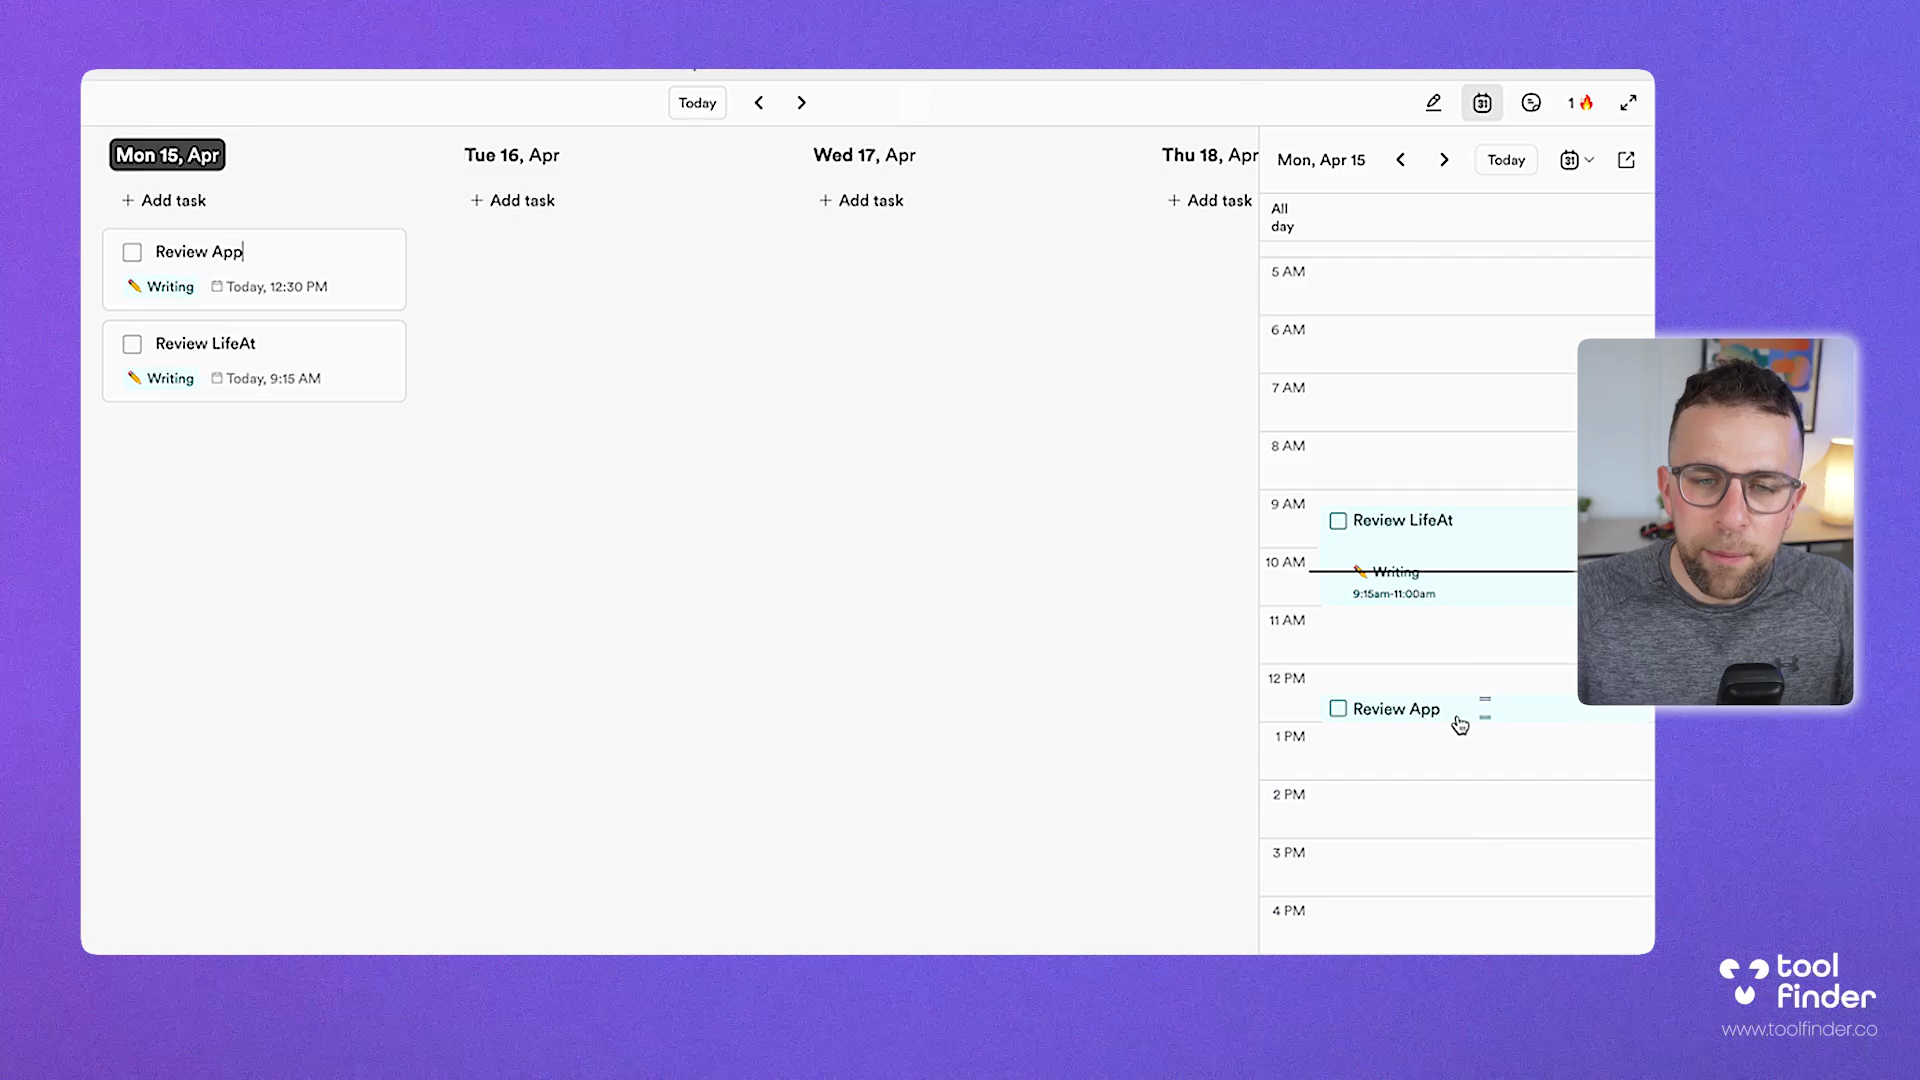 Today
31
1
Mon 15, Apr
Tue 16, Apr
Wed 17, Apr
Thu 18, Apr
+ Add task
+ Add task
+ Add task
+ Add task
Review App
Writing
Today, 12:30 PM
Review LifeAt
Writing
Today, 9:15 AM
Mon, Apr 15
Today
31
All
day
5 AM
6 AM
7 AM
8 AM
9 AM
Review LifeAt
10 AM
Writing
9:15am-11:00am
11 AM
12 PM
Review App
1 PM
2 PM
3 PM
4 PM
tool
finder
www.toolfinder.co